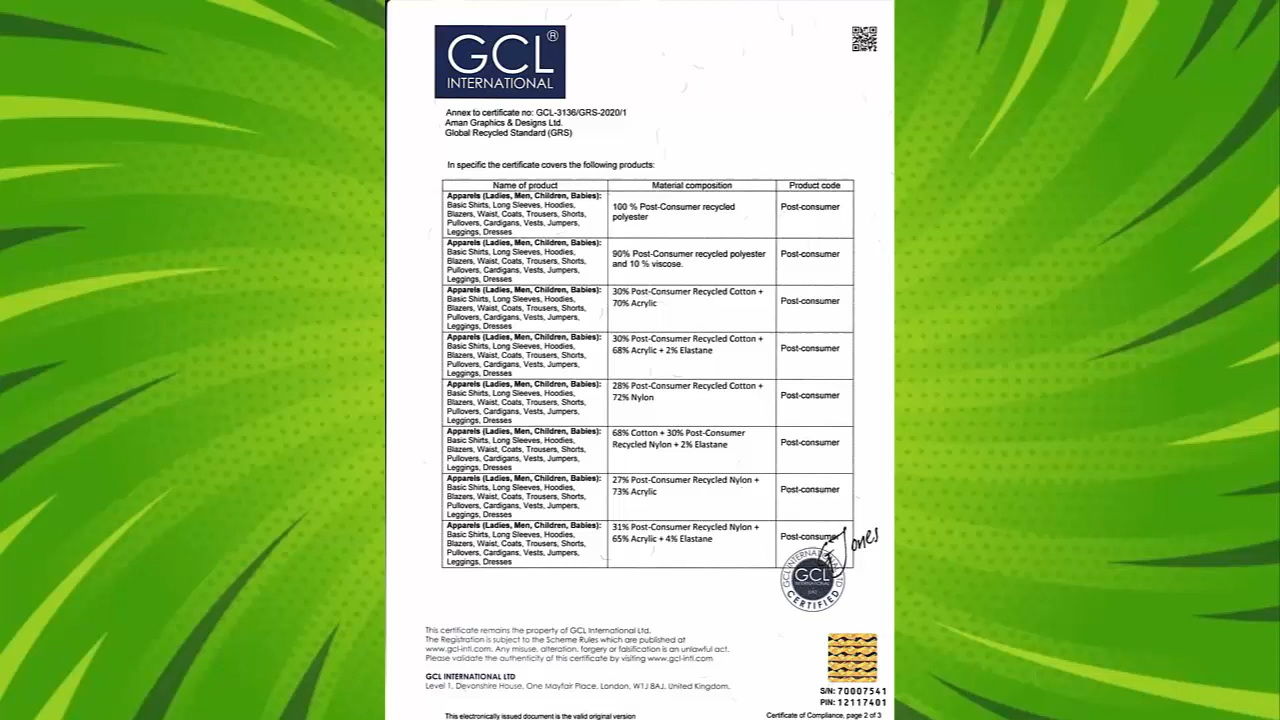 GCL®
INTERNATIONAL
Annex to certificate no: GCL-3136/GRS-2020/1
Aman Graphics & Designs Ltd.
Global Recycled Standard (GRS)
In specific the certificate covers the following products:
Name of product Material composition Product code
Apparels (Ladies, Men, Children, Babies):
Basic Shirts, Long Sleeves, Hoodies,
Blazers, Waist, Coats, Trousers, Shorts,
Pullovers, Cardigans, Vests, Jumpers,
Leggings, Dresses
100 % Post-Consumer recycled
polyester
Post-consumer
Apparels (Ladies, Men, Children, Babies):
Basic Shirts, Long Sleeves, Hoodies,
Blazers, Waist, Coats, Trousers, Shorts,
Pullovers, Cardigans, Vests, Jumpers,
Leggings, Dresses
90% Post-Consumer recycled polyester
and 10 % viscose.
Post-consumer
Apparels (Ladies, Men, Children, Babies):
Basic Shirts, Long Sleeves, Hoodies,
Blazers, Waist, Coats, Trousers, Shorts,
Pullovers, Cardigans, Vests, Jumpers,
Leggings, Dresses
30% Post-Consumer Recycled Cotton +
70% Acrylic
Post-consumer
Apparels (Ladies, Men, Children, Babies):
Basic Shirts, Long Sleeves, Hoodies,
Blazers, Waist, Coats, Trousers, Shorts,
Pullovers, Cardigans, Vests, Jumpers,
Leggings, Dresses
30% Post-Consumer Recycled Cotton +
68% Acrylic + 2% Elastane
Post-consumer
Apparels (Ladies, Men, Children, Babies):
Basic Shirts, Long Sleeves, Hoodies,
Blazers, Waist, Coats, Trousers, Shorts,
Pullovers, Cardigans, Vests, Jumpers,
Leggings, Dresses
28% Post-Consumer Recycled Cotton +
72% Nylon
Post-consumer
Apparels (Ladies, Men, Children, Babies):
Basic Shirts, Long Sleeves, Hoodies,
Blazers, Waist, Coats, Trousers, Shorts,
Pullovers, Cardigans, Vests, Jumpers,
Leggings, Dresses
68% Cotton + 30% Post-Consumer
Recycled Nylon + 2% Elastane
Post-consumer
Apparels (Ladies, Men, Children, Babies):
Basic Shirts, Long Sleeves, Hoodies,
Blazers, Waist, Coats, Trousers, Shorts,
Pullovers, Cardigans, Vests, Jumpers,
Leggings, Dresses
27% Post-Consumer Recycled Nylon +
73% Acrylic
Post-consumer
Apparels (Ladies, Men, Children, Babies):
Basic Shirts, Long Sleeves, Hoodies,
Blazers, Waist, Coats, Trousers, Shorts,
Pullovers, Cardigans, Vests, Jumpers,
Leggings, Dresses
31% Post-Consumer Recycled Nylon +
65% Acrylic + 4% Elastane
Post-consumer
Jones
GCL INTERNATIONAL LTD
GCL
INTERNATIONAL
CERTIFIED
This certificate remains the property of GCL International Ltd.
The Registration is subject to the Scheme Rules which are published at
www.gcl-intl.com. Any misuse, alteration, forgery or falsification is an unlawful act.
Please validate the authenticity of this certificate by visiting www.gcl-intl.com
GCL INTERNATIONAL LTD
Level 1, Devonshire House, One Mayfair Place, London, W1J 8AJ, United Kingdom.
S/N: 70007541
PIN: 12117401
This electronically issued document is the valid original version
Certificate of Compliance, page 2 of 3